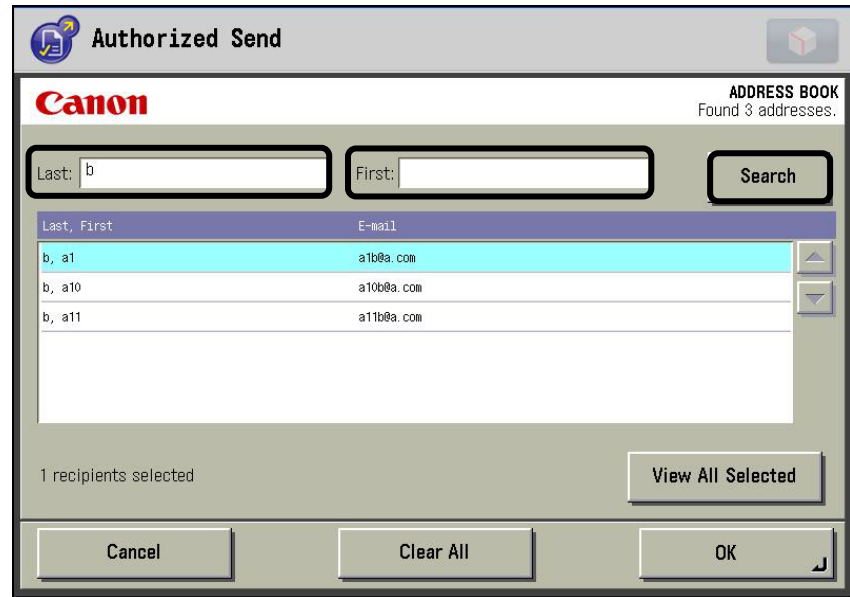 Authorized Send
Canon
ADDRESS BOOK
Found 3 addresses.
Last: b
First:
Search
Last, First E-mail
b, a1 a1b@a.com
b, a10 a10b@a.com
b, a11 a11b@a.com
1 recipients selected
View All Selected
Cancel
Clear All
OK